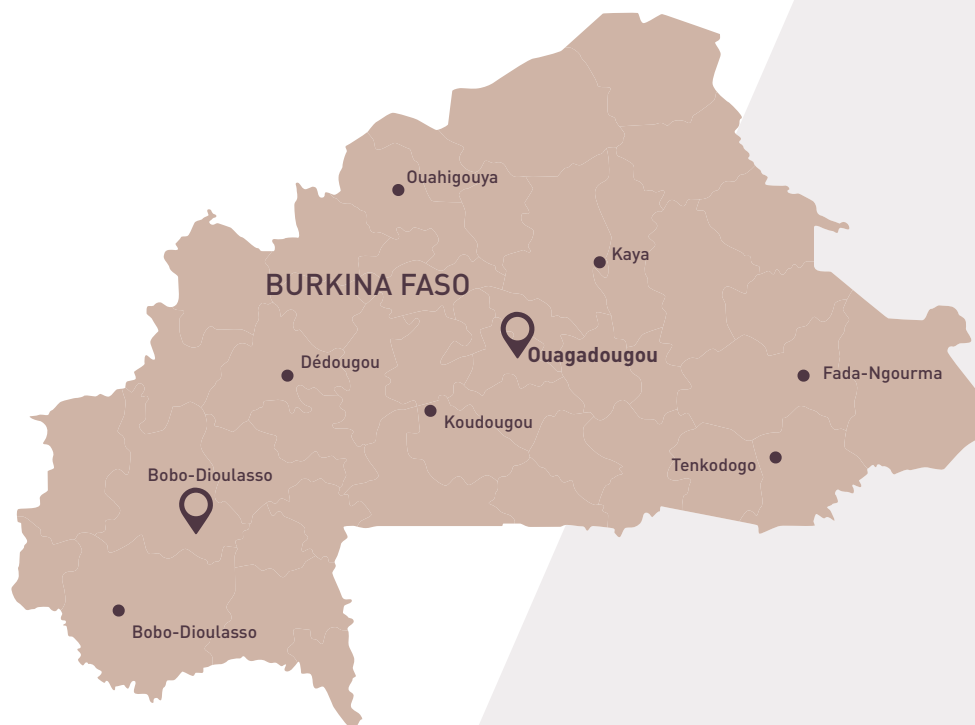 Ouahigouya
Kaya
BURKINA FASO
Ouagadougou
Dédougou
Fada-Ngourma
Koudougou
Tenkodogo
Bobo-Dioulasso
Bobo-Dioulasso